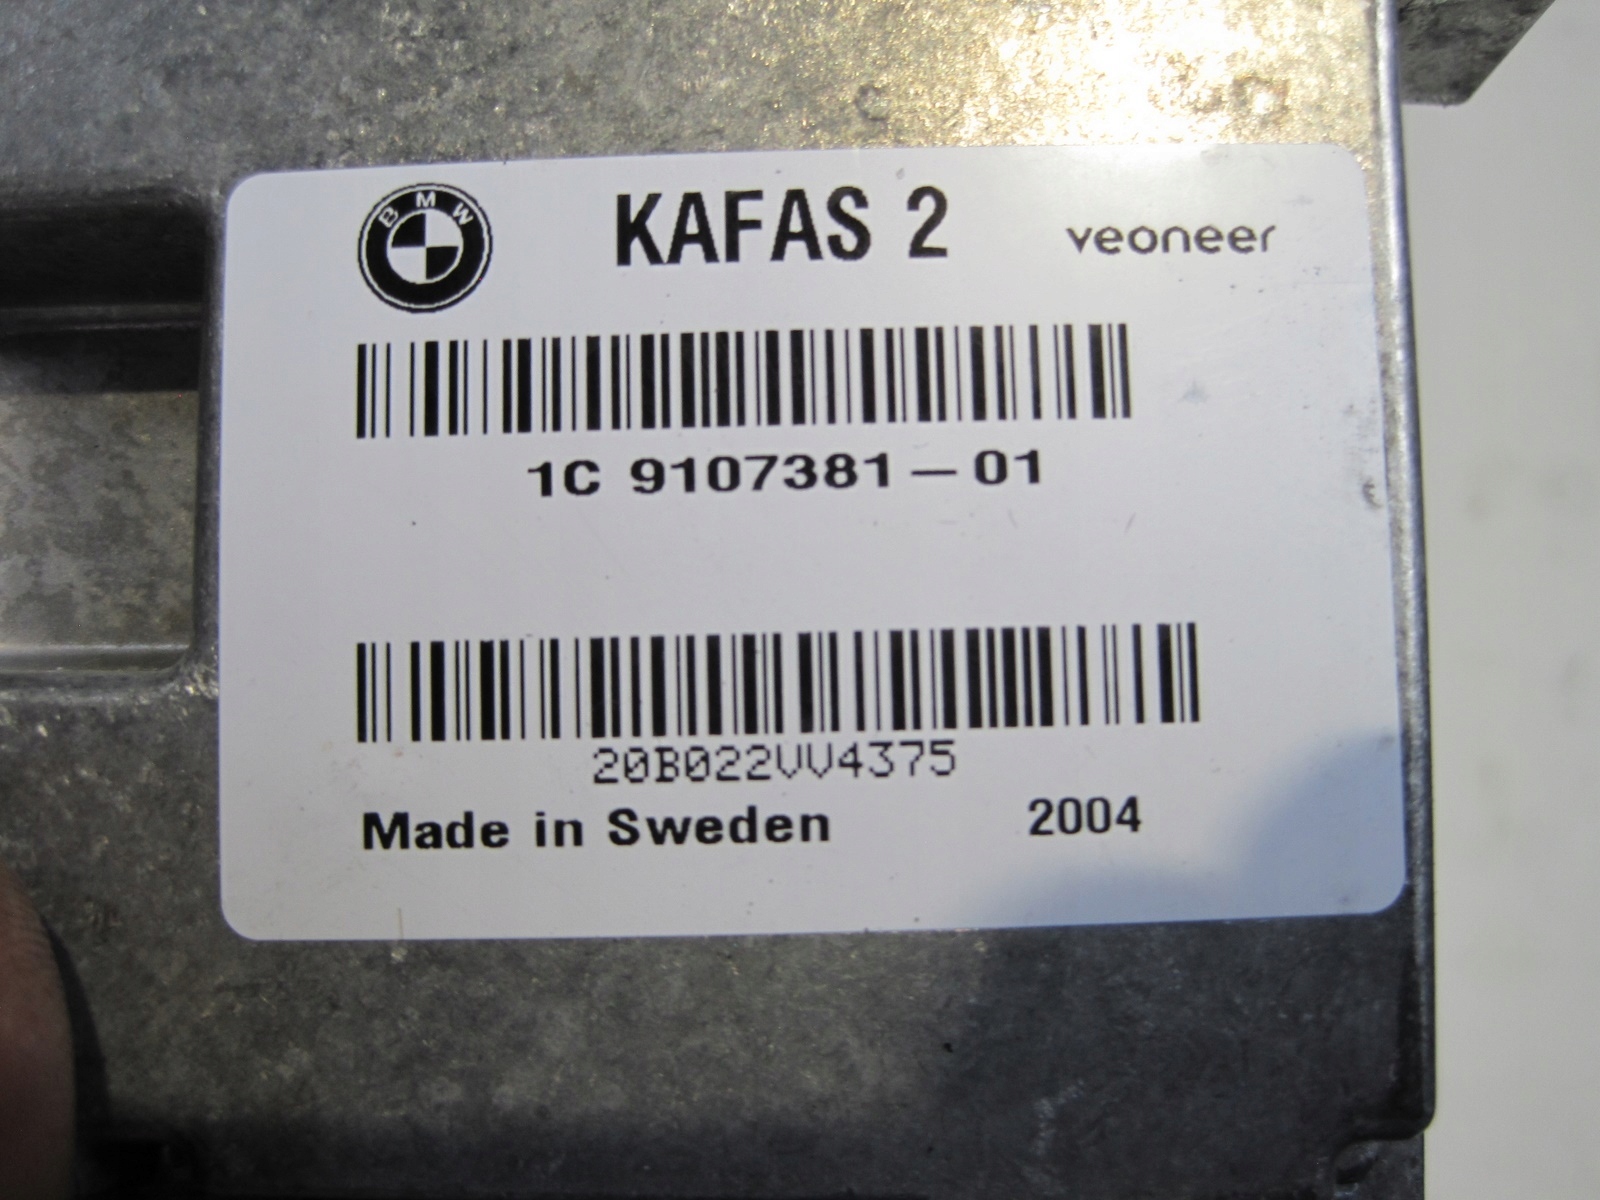 BMW
KAFAS 2
veoneer
1C 9107381-01
20B022VV4375
Made in Sweden 2004